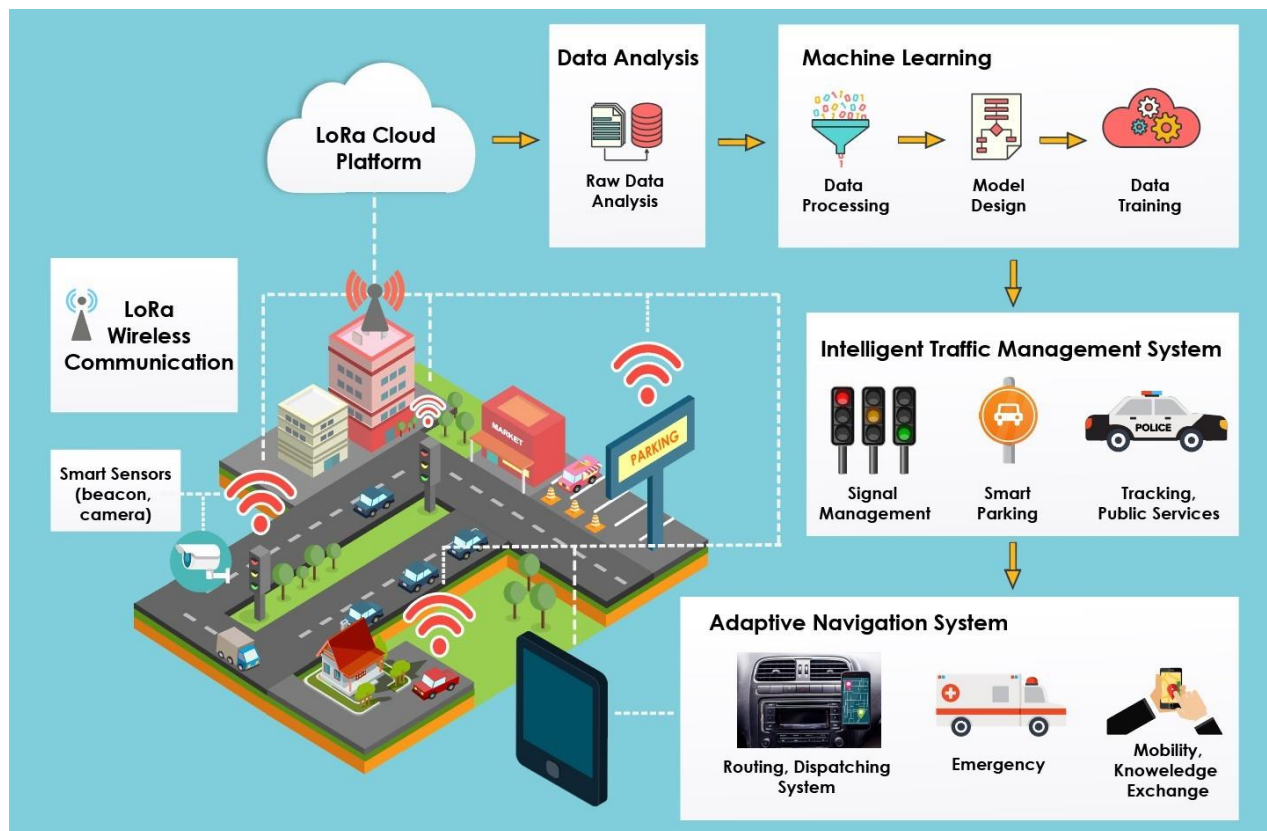 LoRa Cloud
Platform
Data Analysis
Raw Data
Analysis
Machine Learning
Data
Processing
Model
Design
Data
Training
LoRa
Wireless
Communication
Smart Sensors
(beacon,
camera)
MARKET
PARKING
Intelligent Traffic Management System
Signal
Management
Smart
Parking
POLICE
Tracking,
Public Services
Adaptive Navigation System
Routing, Dispatching
System
Emergency
Mobility,
Knoweledge
Exchange